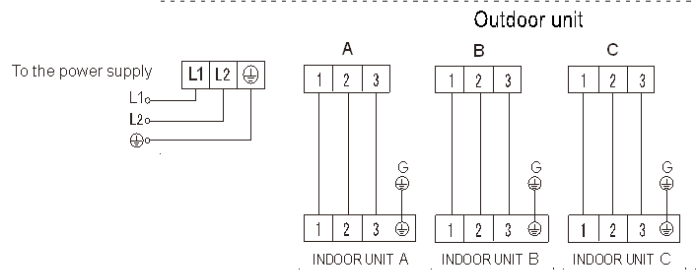 Outdoor unit
A B C
To the power supply L1 L2 1 2 3 1 2 3 1 2 3
L1
L2
G G G
1 2 3 1 2 3 1 2 3
INDOOR UNIT A INDOOR UNIT B INDOOR UNIT C